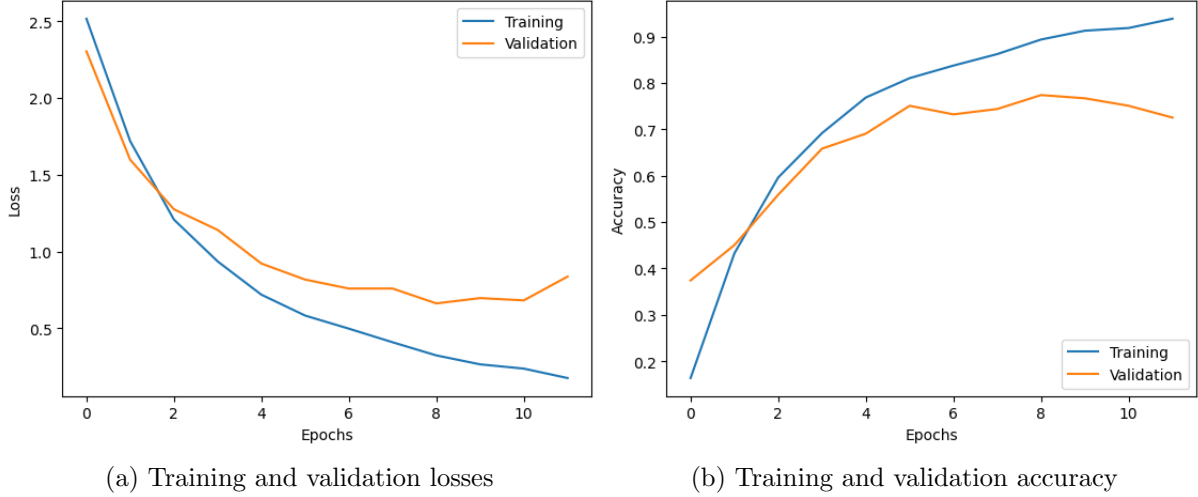 2.5
2.0
1.5
1.0
0.5
Loss
Training
Validation
0 2 4 6 8 10
Epochs
(a) Training and validation losses
0.9
0.8
0.7
0.6
0.5
0.4
0.3
0.2
Accuracy
Training
Validation
0 2 4 6 8 10
Epochs
(b) Training and validation accuracy